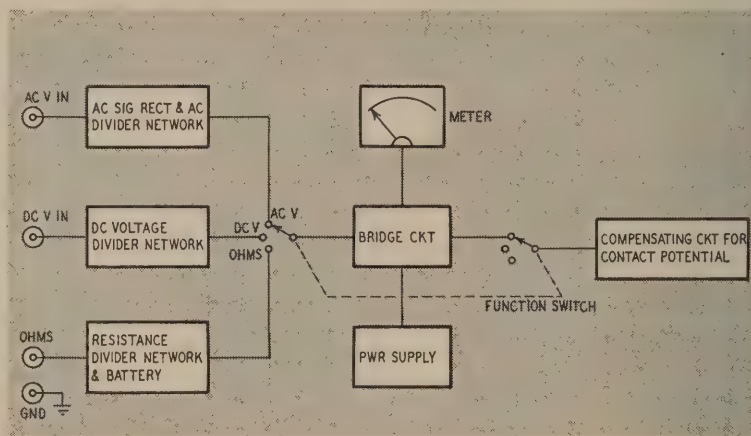 AC V IN
AC SIG RECT & AC
DIVIDER NETWORK
METER
DC V IN
DC VOLTAGE
DIVIDER NETWORK
AC V.
DC V
OHMS
BRIDGE CKT
COMPENSATING CKT FOR
CONTACT POTENTIAL
FUNCTION SWITCH
OHMS
RESISTANCE
DIVIDER NETWORK
& BATTERY
PWR SUPPLY
GND